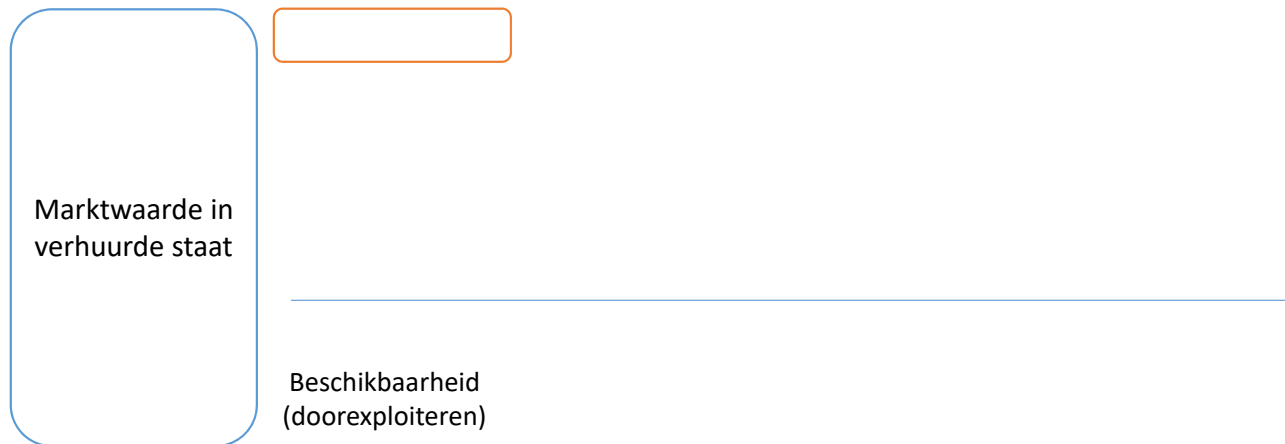 Marktwaarde in
verhuurde staat
Beschikbaarheid
(doorexploiteren)